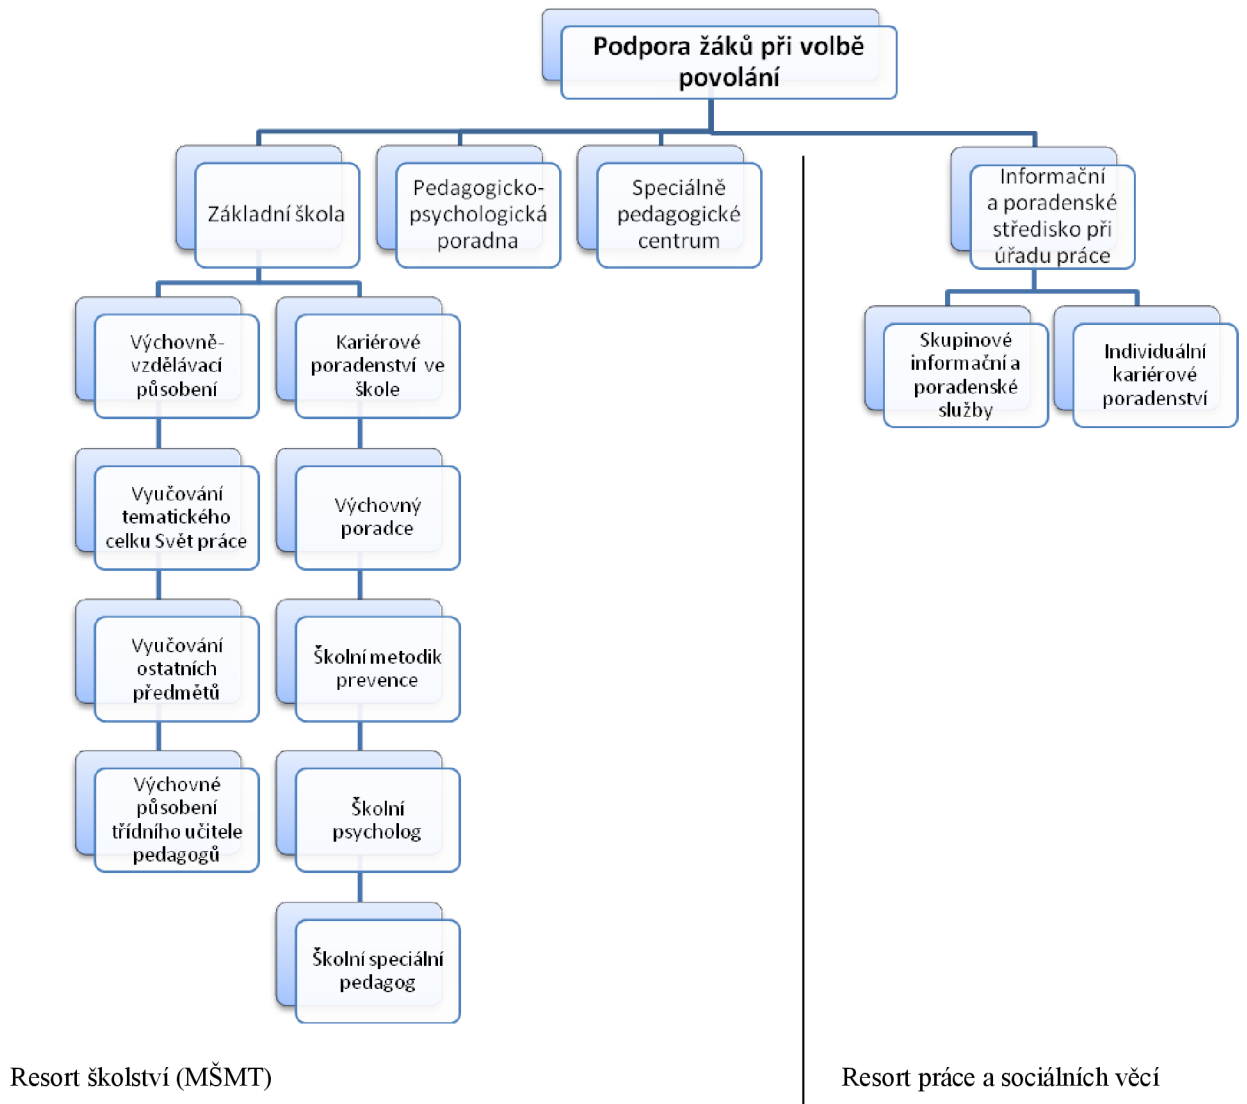 Podpora žáků při volbě
povolání
Základní škola
Pedagogicko-
psychologická
poradna
Speciálně
pedagogické
centrum
Informační
a poradenské
středisko při
úřadu práce
Výchovně-
vzdělávací
působení
Kariérové
poradenství ve
škole
Skupinové
informační a
poradenské
služby
Individuální
kariérové
poradenství
Vyučování
tematického
celku Svět práce
Výchovný
poradce
Vyučování
ostatních
předmětů
Školní metodik
prevence
Výchovné
působení
třídního učitele
pedagogů
Školní
psycholog
Školní speciální
pedagog
Resort školství (MŠMT)
Resort práce a sociálních věcí